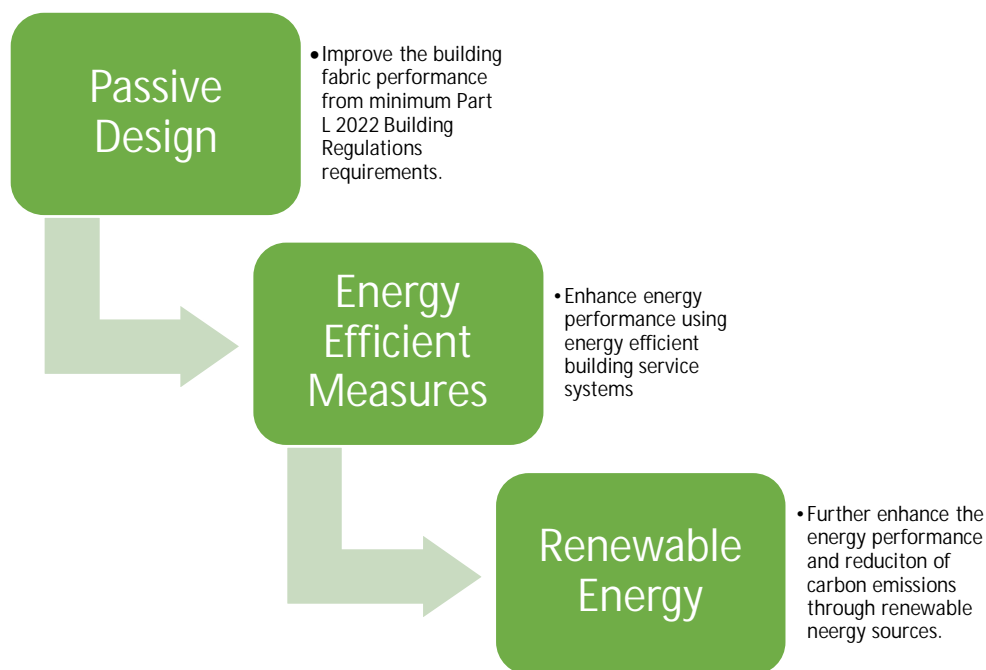 Passive
Design
•Improve the building
fabric performance
from minimum Part
L 2022 Building
Regulations
requirements.
Energy
Efficient
Measures
•Enhance energy
performance using
energy efficient
building service
systems
Renewable
Energy
•Further enhance the
energy performance
and reduciton of
carbon emissions
through renewable
neergy sources.